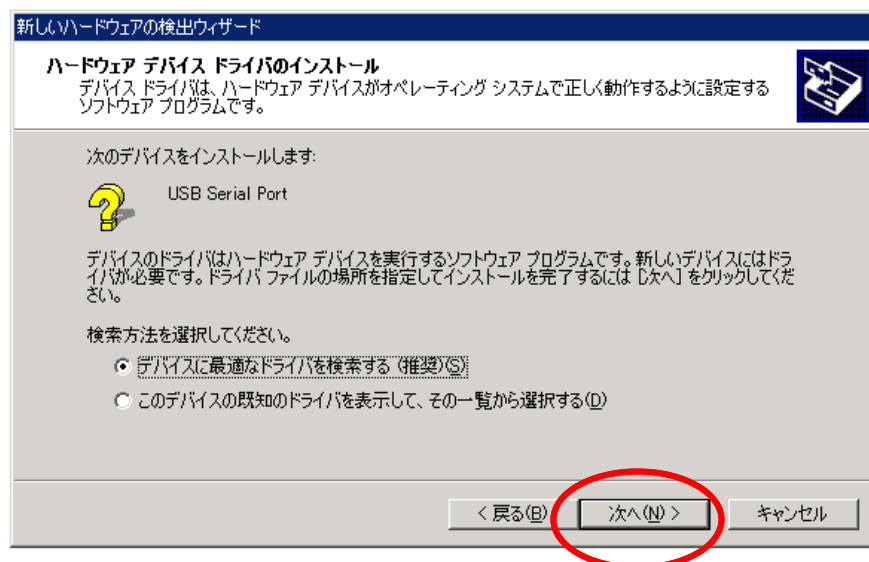 新しいハードウェアの検出ウィザード
ハードウェア デバイス ドライバのインストール
デバイス ドライバは、ハードウェア デバイスがオペレーティング システムで正しく動作するように設定する
ソフトウェア プログラムです。
次のデバイスをインストールします:
USB Serial Port
デバイスのドライバはハードウェア デバイスを実行するソフトウェア プログラムです。新しいデバイスにはドラ
イバが必要です。ドライバ ファイルの場所を指定してインストールを完了するには [次へ] をクリックしてくだ
さい。
検索方法を選択してください。
デバイスに最適なドライバを検索する (推奨)(S)
このデバイスの既知のドライバを表示して、その一覧から選択する(D)
< 戻る(B) 次へ(N) > キャンセル